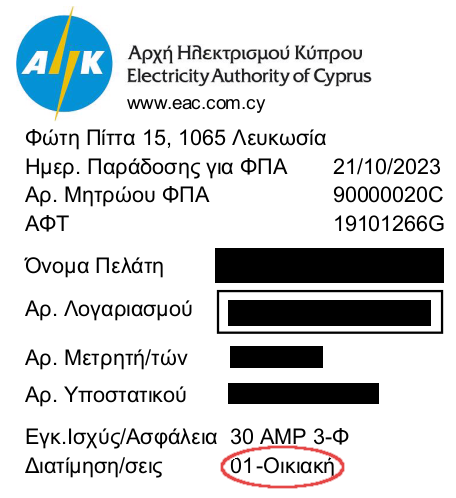 ΑΗΚ
Αρχή Ηλεκτρισμού Κύπρου
Electricity Authority of Cyprus
www.eac.com.cy
Φώτη Πίττα 15, 1065 Λευκωσία
Ημερ. Παράδοσης για ΦΠΑ 21/10/2023
Αρ. Μητρώου ΦΠΑ 90000020C
ΑΦΤ 19101266G
Όνομα Πελάτη
Αρ. Λογαριασμού
Αρ. Μετρητή/τών
Αρ. Υποστατικού
Εγκ.Ισχύς/Ασφάλεια 30 AMP 3-Φ
Διατίμηση/σεις 01-Οικιακή